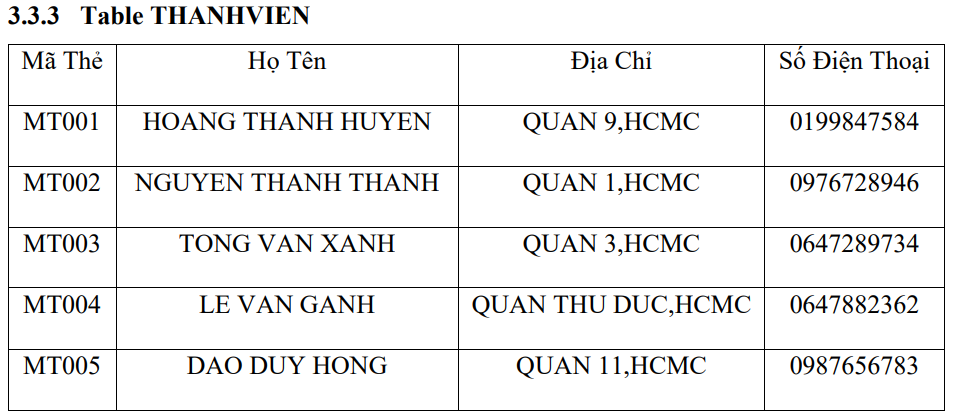 3.3.3 Table THANHVIEN
Mã Thẻ Họ Tên Địa Chỉ Số Điện Thoại
MT001 HOANG THANH HUYEN QUAN 9,HCMC 0199847584
MT002 NGUYEN THANH THANH QUAN 1,HCMC 0976728946
MT003 TONG VAN XANH QUAN 3,HCMC 0647289734
MT004 LE VAN GANH QUAN THU DUC,HCMC 0647882362
MT005 DAO DUY HONG QUAN 11,HCMC 0987656783